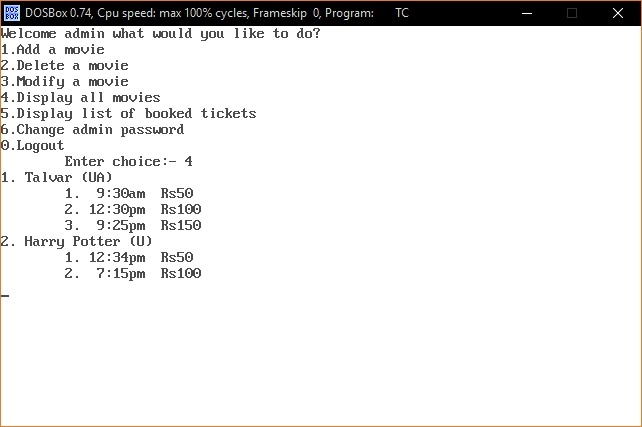 DOS BOX DOSBox 0.74, Cpu speed: max 100% cycles, Frameskip 0, Program: TC
Welcome admin what would you like to do?
1.Add a movie
2.Delete a movie
3.Modify a movie
4.Display all movies
5.Display list of booked tickets
6.Change admin password
0.Logout
Enter choice:- 4
1. Talvar (UA)
1. 9:30am Rs50
2. 12:30pm Rs100
3. 9:25pm Rs150
2. Harry Potter (U)
1. 12:34pm Rs50
2. 7:15pm Rs100